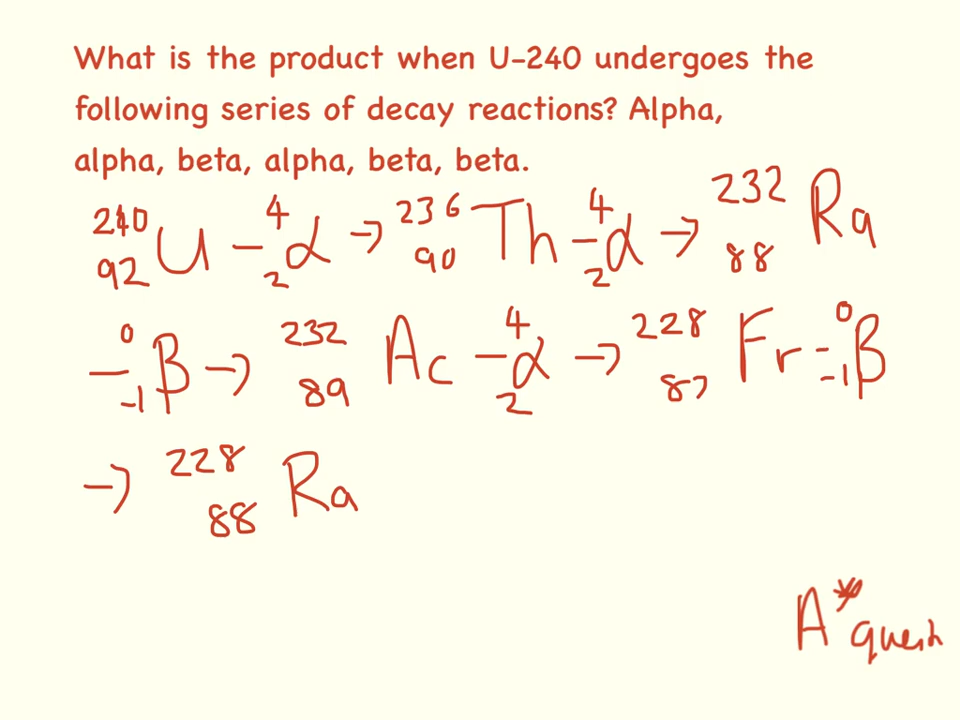 What is the product when U-240 undergoes the
following series of decay reactions? Alpha,
alpha, beta, alpha, beta, beta.
240 92 U - 4 2 α → 236 90 Th - 4 2 α → 232 88 Ra
- 0 -1 β → 232 89 Ac - 4 2 α → 228 87 Fr - 0 -1 β
→ 228 88 Ra
A*